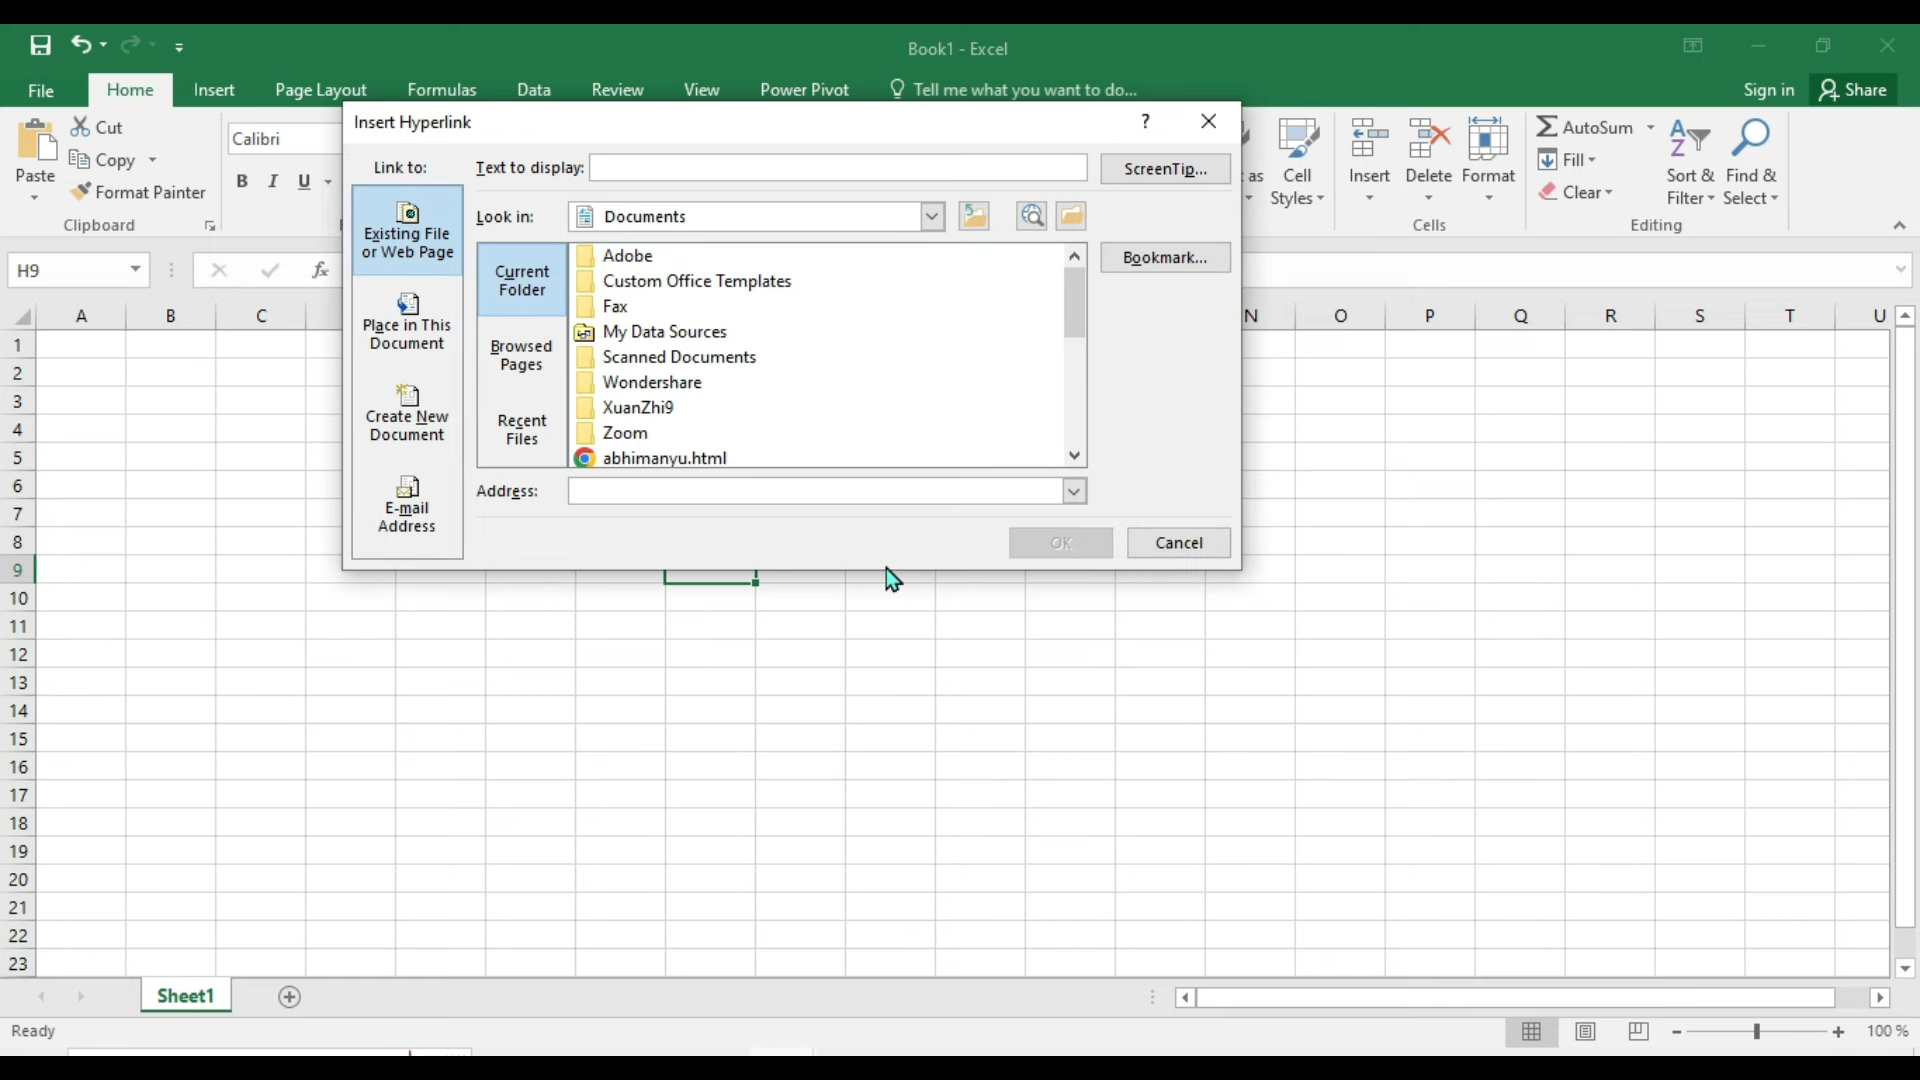 Book1 - Excel
File Home Insert Page Layout Formulas Data Review View Power Pivot Tell me what you want to do... Sign in Share
Insert Hyperlink ?
Paste
Cut
Copy
Format Painter
Clipboard
Calibri
B I U
Link to:
Existing File
or Web Page
Place in This
Document
Create New
Document
E-mail
Address
Text to display: ScreenTip...
Look in: Documents
Current
Folder
Browsed
Pages
Recent
Files
Adobe
Custom Office Templates
Fax
My Data Sources
Scanned Documents
Wondershare
XuanZhi9
Zoom
abhimanyu.html
Bookmark...
Address:
OK Cancel
as
Cell
Styles
Insert Delete Format
Cells
AutoSum
Fill
Clear
Sort &
Filter
Find &
Select
Editing
H9 fx
A B C N O P Q R S T U
1
2
3
4
5
6
7
8
9
10
11
12
13
14
15
16
17
18
19
20
21
22
23
Sheet1
Ready 100 %